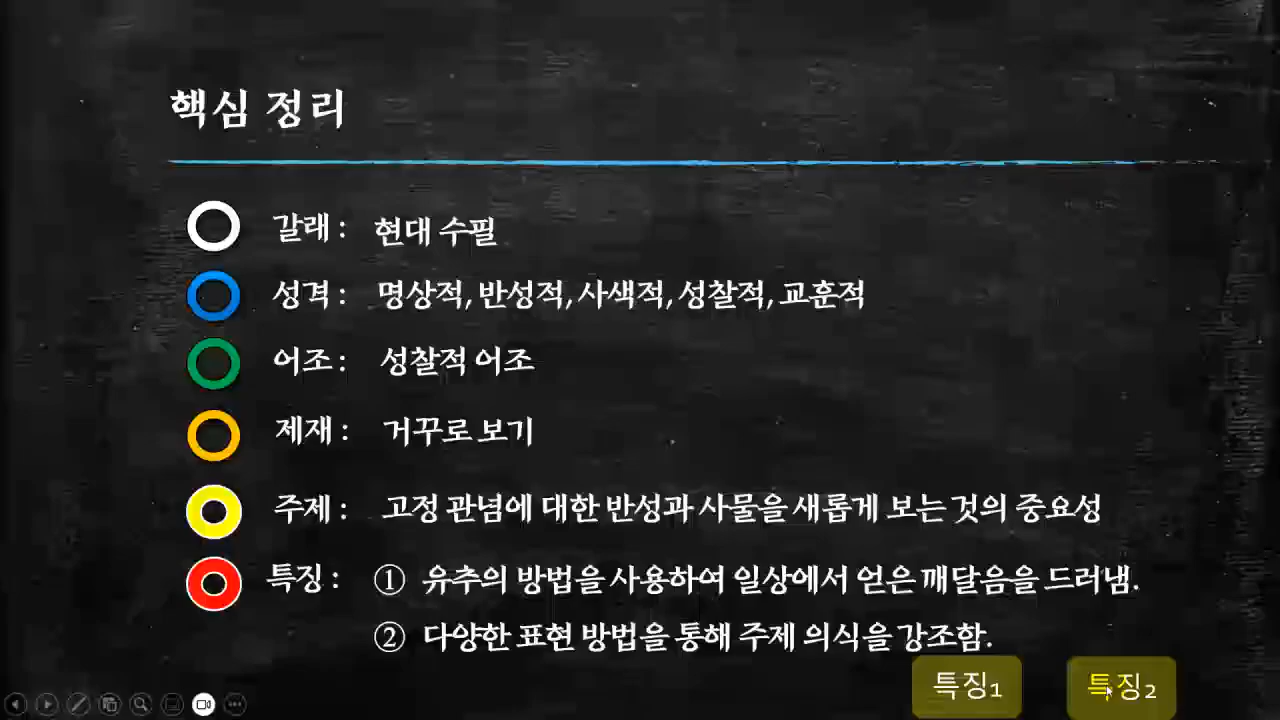 핵심 정리
갈래 : 현대 수필
성격 : 명상적, 반성적, 사색적, 성찰적, 교훈적
어조 : 성찰적 어조
제재 : 거꾸로 보기
주제 : 고정 관념에 대한 반성과 사물을 새롭게 보는 것의 중요성
특징 : ① 유추의 방법을 사용하여 일상에서 얻은 깨달음을 드러냄.
② 다양한 표현 방법을 통해 주제 의식을 강조함.
특징1 특징2